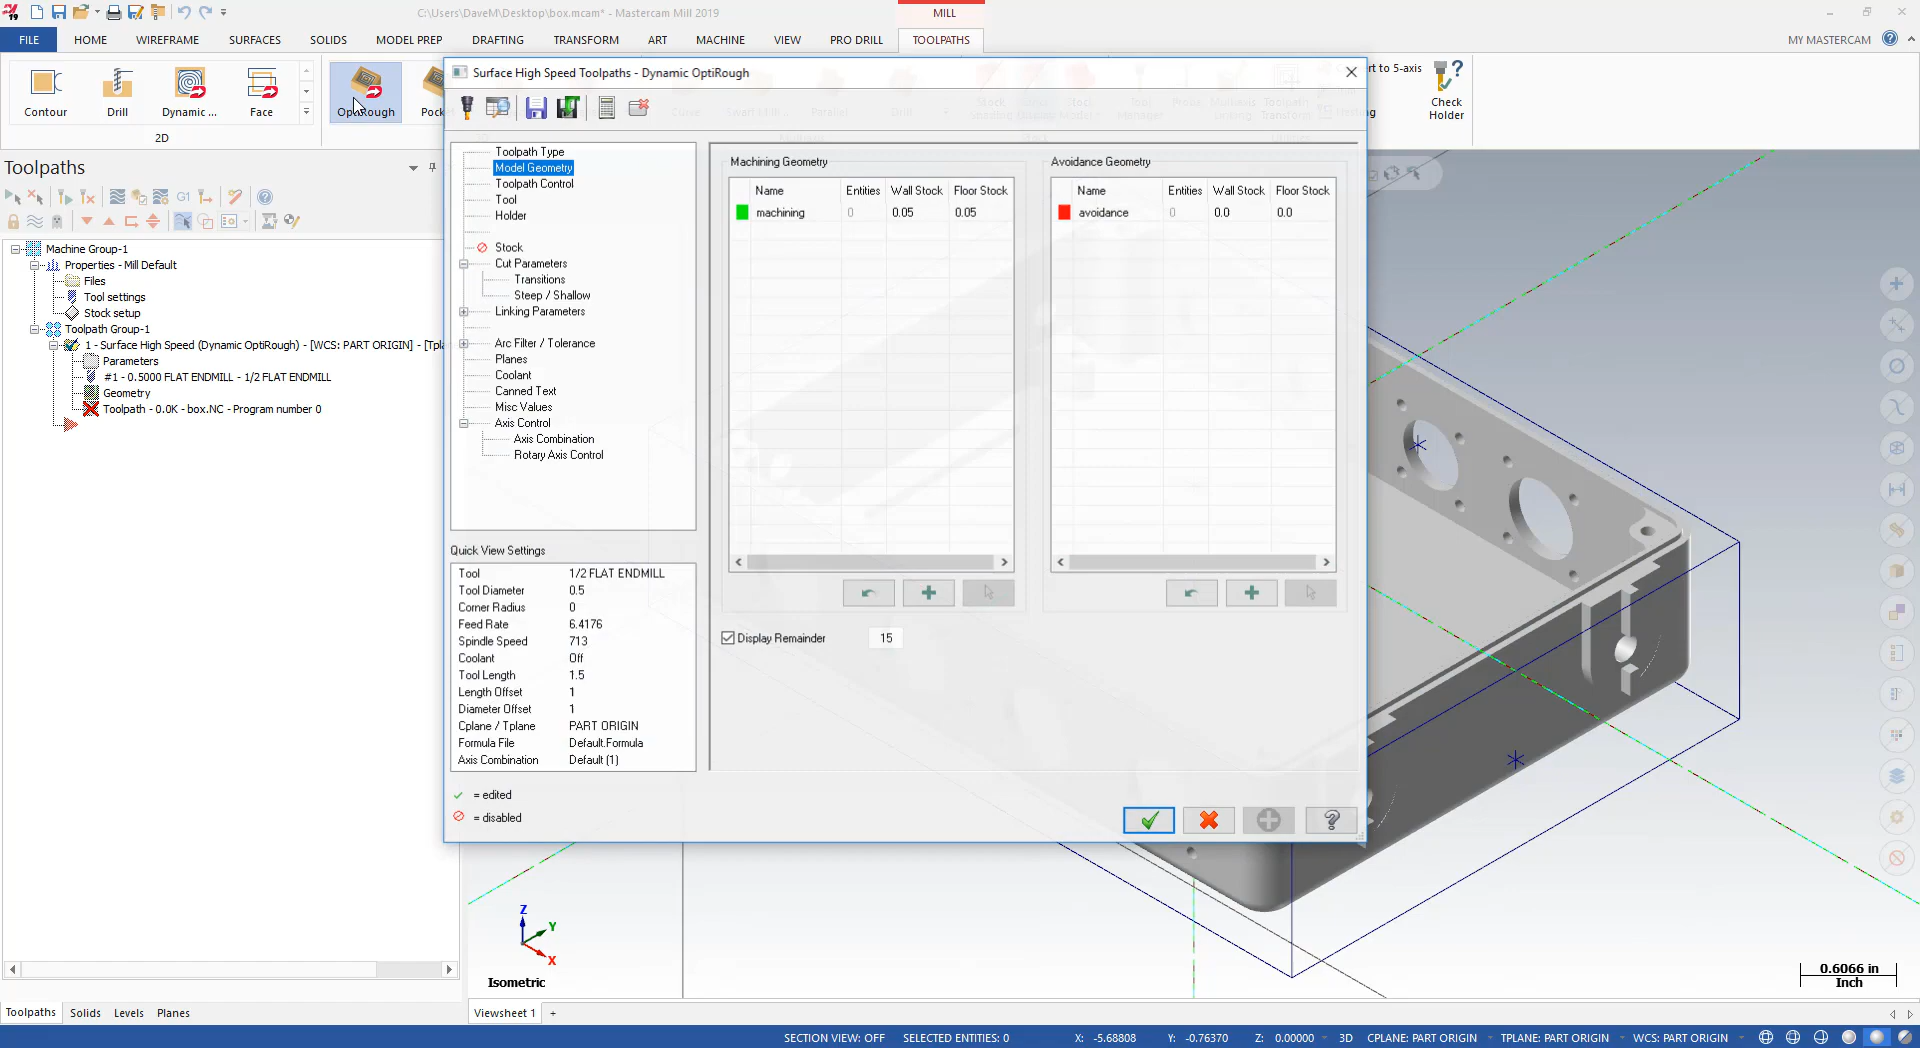 C:\Users\DaveM\Desktop\box.mcam* - Mastercam Mill 2019
MILL
FILE HOME WIREFRAME SURFACES SOLIDS MODEL PREP DRAFTING TRANSFORM ART MACHINE VIEW PRO DRILL TOOLPATHS MY MASTERCAM
Contour Drill Dynamic ... Face OptiRough Pock
2D
rt to 5-axis
Check
Holder
Toolpaths
G1
Machine Group-1
Properties - Mill Default
Files
Tool settings
Stock setup
Toolpath Group-1
1 - Surface High Speed (Dynamic OptiRough) - [WCS: PART ORIGIN] - [Tpl
Parameters
#1 - 0.5000 FLAT ENDMILL - 1/2 FLAT ENDMILL
Geometry
Toolpath - 0.0K - box.NC - Program number 0
Surface High Speed Toolpaths - Dynamic OptiRough
Toolpath Type
Model Geometry
Toolpath Control
Tool
Holder
Stock
Cut Parameters
Transitions
Steep / Shallow
Linking Parameters
Arc Filter / Tolerance
Planes
Coolant
Canned Text
Misc Values
Axis Control
Axis Combination
Rotary Axis Control
Quick View Settings
Tool 1/2 FLAT ENDMILL
Tool Diameter 0.5
Corner Radius 0
Feed Rate 6.4176
Spindle Speed 713
Coolant Off
Tool Length 1.5
Length Offset 1
Diameter Offset 1
Cplane / Tplane PART ORIGIN
Formula File Default.Formula
Axis Combination Default (1)
= edited
= disabled
Machining Geometry
Name Entities Wall Stock Floor Stock
machining 0 0.05 0.05
Avoidance Geometry
Name Entities Wall Stock Floor Stock
avoidance 0 0.0 0.0
Display Remainder 15
Z
Y
X
Isometric
0.6066 in
Inch
Toolpaths Solids Levels Planes
Viewsheet 1 +
SECTION VIEW: OFF SELECTED ENTITIES: 0 X: -5.68808 Y: -0.76370 Z: 0.00000 3D CPLANE: PART ORIGIN TPLANE: PART ORIGIN WCS: PART ORIGIN